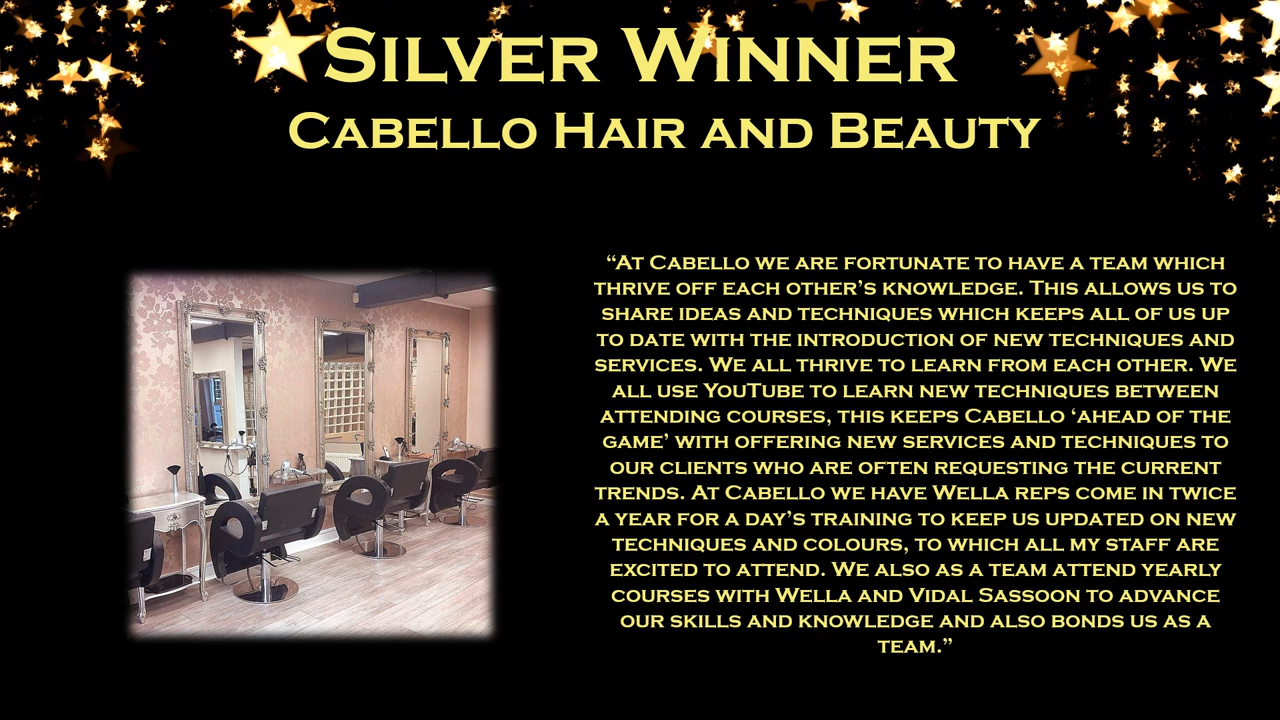 Silver Winner
Cabello Hair and Beauty
“At Cabello we are fortunate to have a team which
thrive off each other’s knowledge. This allows us to
share ideas and techniques which keeps all of us up
to date with the introduction of new techniques and
services. We all thrive to learn from each other. We
all use YouTube to learn new techniques between
attending courses, this keeps Cabello ‘ahead of the
game’ with offering new services and techniques to
our clients who are often requesting the current
trends. At Cabello we have Wella reps come in twice
a year for a day’s training to keep us updated on new
techniques and colours, to which all my staff are
excited to attend. We also as a team attend yearly
courses with Wella and Vidal Sassoon to advance
our skills and knowledge and also bonds us as a
team.”